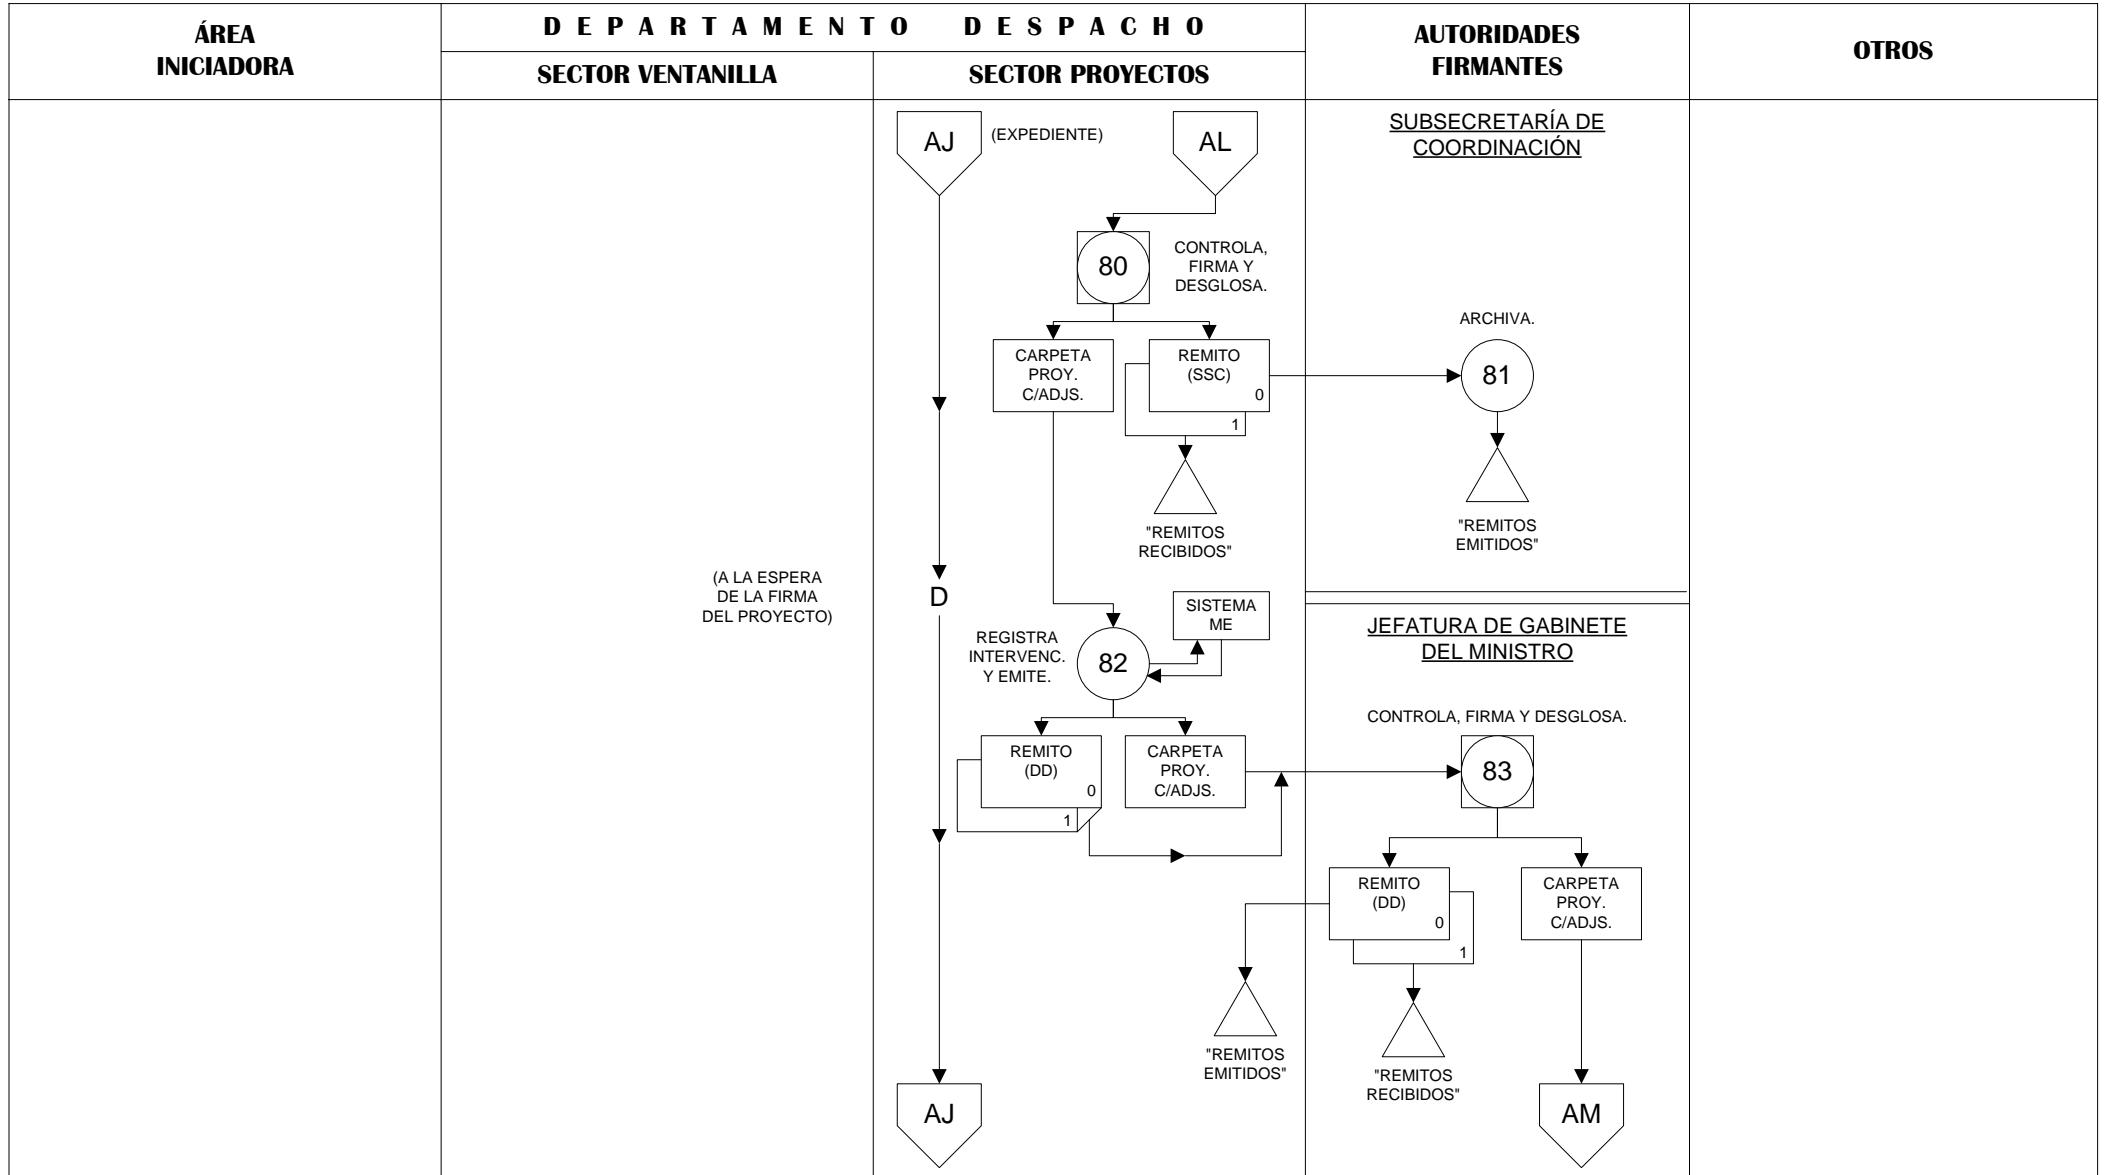 ÁREA
INICIADORA
DEPARTAMENTO DESPACHO
SECTOR VENTANILLA
SECTOR PROYECTOS
AUTORIDADES
FIRMANTES
OTROS
AJ
(EXPEDIENTE)
AL
SUBSECRETARÍA DE
COORDINACIÓN
80
CONTROLA,
FIRMA Y
DESGLOSA.
CARPETA
PROY.
C/ADJS.
REMITO
(SSC)
0
1
ARCHIVA.
81
"REMITOS
RECIBIDOS"
"REMITOS
EMITIDOS"
(A LA ESPERA
DE LA FIRMA
DEL PROYECTO)
D
SISTEMA
ME
REGISTRA
INTERVENC.
Y EMITE.
82
JEFATURA DE GABINETE
DEL MINISTRO
CONTROLA, FIRMA Y DESGLOSA.
REMITO
(DD)
0
1
CARPETA
PROY.
C/ADJS.
83
REMITO
(DD)
0
1
CARPETA
PROY.
C/ADJS.
"REMITOS
EMITIDOS"
"REMITOS
RECIBIDOS"
AJ
AM